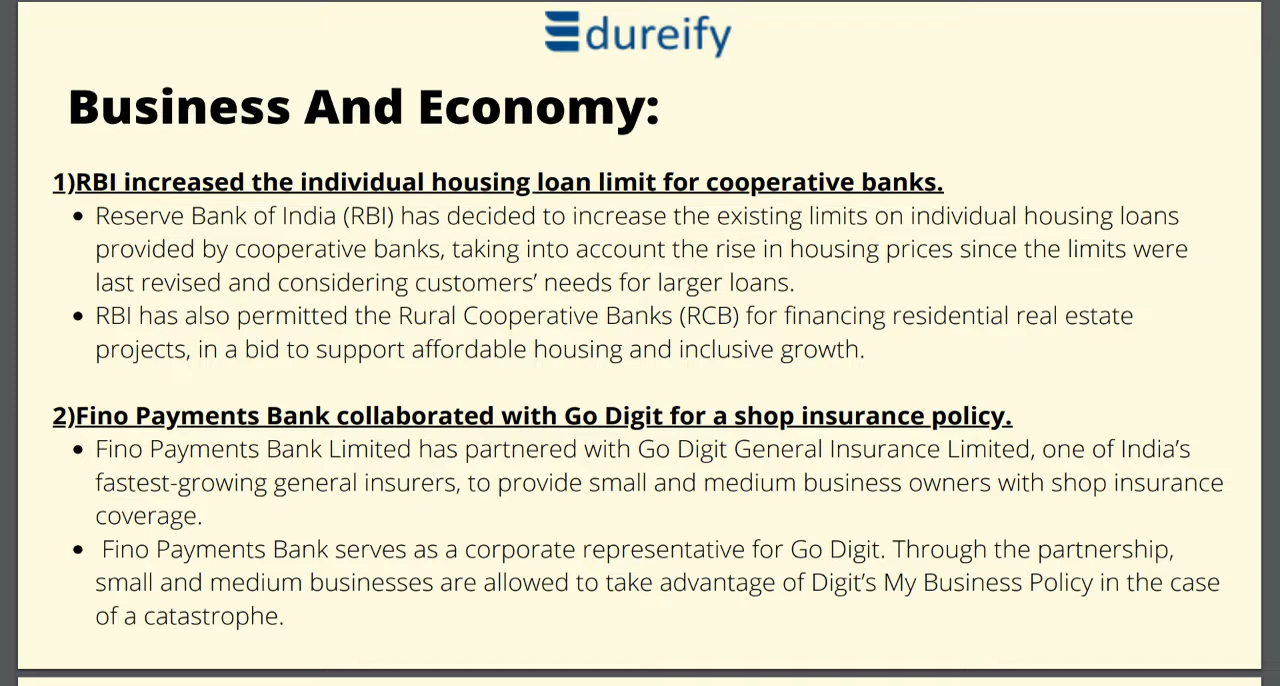 Edureify
Business And Economy:
1)RBI increased the individual housing loan limit for cooperative banks.
• Reserve Bank of India (RBI) has decided to increase the existing limits on individual housing loans
provided by cooperative banks, taking into account the rise in housing prices since the limits were
last revised and considering customers’ needs for larger loans.
• RBI has also permitted the Rural Cooperative Banks (RCB) for financing residential real estate
projects, in a bid to support affordable housing and inclusive growth.
2)Fino Payments Bank collaborated with Go Digit for a shop insurance policy.
• Fino Payments Bank Limited has partnered with Go Digit General Insurance Limited, one of India’s
fastest-growing general insurers, to provide small and medium business owners with shop insurance
coverage.
• Fino Payments Bank serves as a corporate representative for Go Digit. Through the partnership,
small and medium businesses are allowed to take advantage of Digit’s My Business Policy in the case
of a catastrophe.